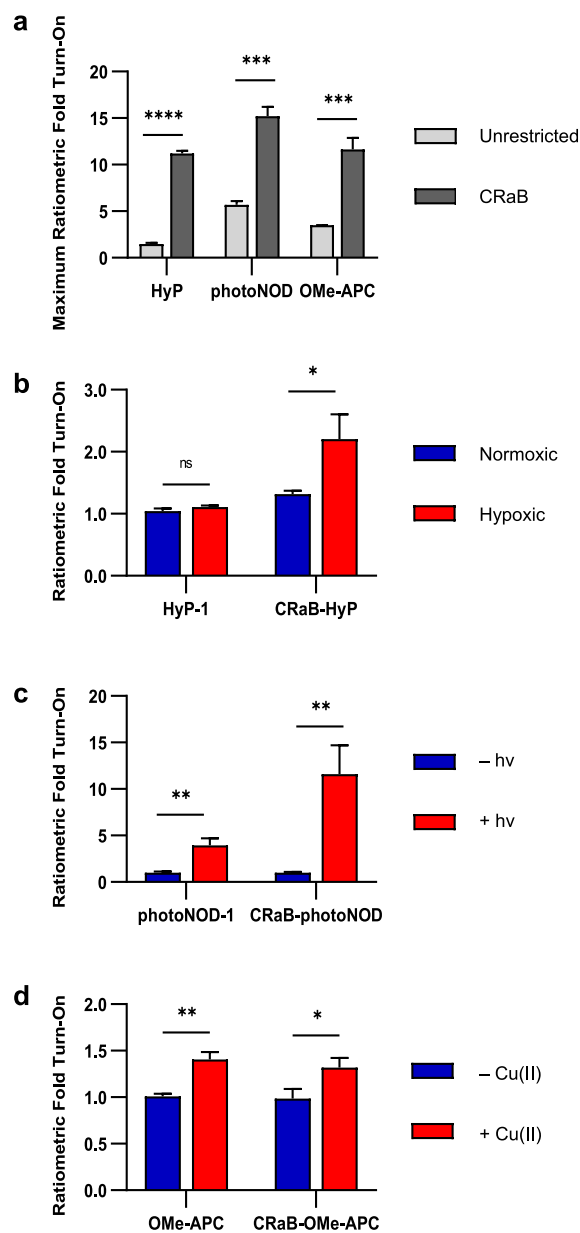 a
Maximum Ratiometric Fold Turn-On
20
15
10
5
0
****
***
***
HyP
photoNOD
OMe-APC
Unrestricted
CRaB
b
Ratiometric Fold Turn-On
3.0
2.0
1.0
0.0
ns
*
HyP-1
CRaB-HyP
Normoxic
Hypoxic
c
Ratiometric Fold Turn-On
20
15
10
5
0
**
**
photoNOD-1
CRaB-photoNOD
– hv
+ hv
d
Ratiometric Fold Turn-On
2.0
1.5
1.0
0.5
0.0
**
*
OMe-APC
CRaB-OMe-APC
– Cu(II)
+ Cu(II)